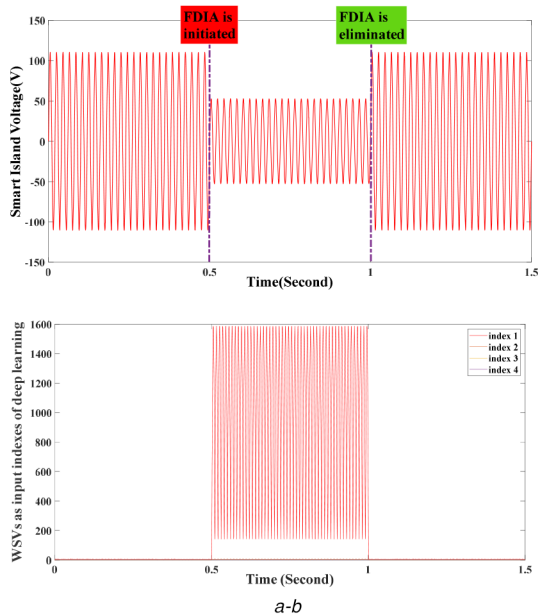 FDIA is
initiated
FDIA is
eliminated
Smart Island Voltage(V)
150
100
50
0
-50
-100
-150
0
0.5
1
1.5
Time(Second)
WSVs as input indexes of deep learning
1600
1400
1200
1000
800
600
400
200
0
index 1
index 2
index 3
index 4
0
0.5
1
1.5
Time (Second)
a-b